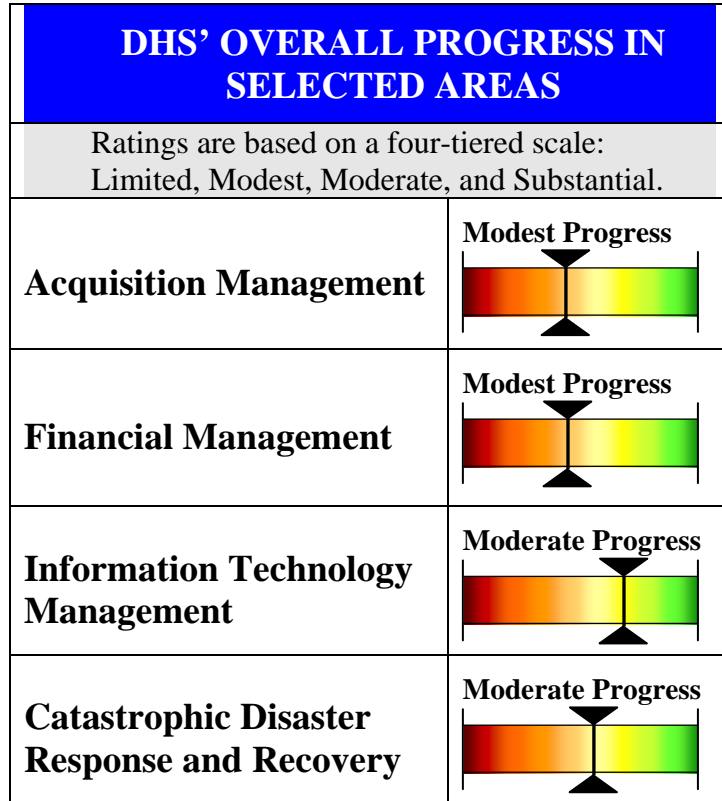 DHS’ OVERALL PROGRESS IN
SELECTED AREAS
Ratings are based on a four-tiered scale:
Limited, Modest, Moderate, and Substantial.
Acquisition Management
Modest Progress
Financial Management
Modest Progress
Information Technology
Management
Moderate Progress
Catastrophic Disaster
Response and Recovery
Moderate Progress